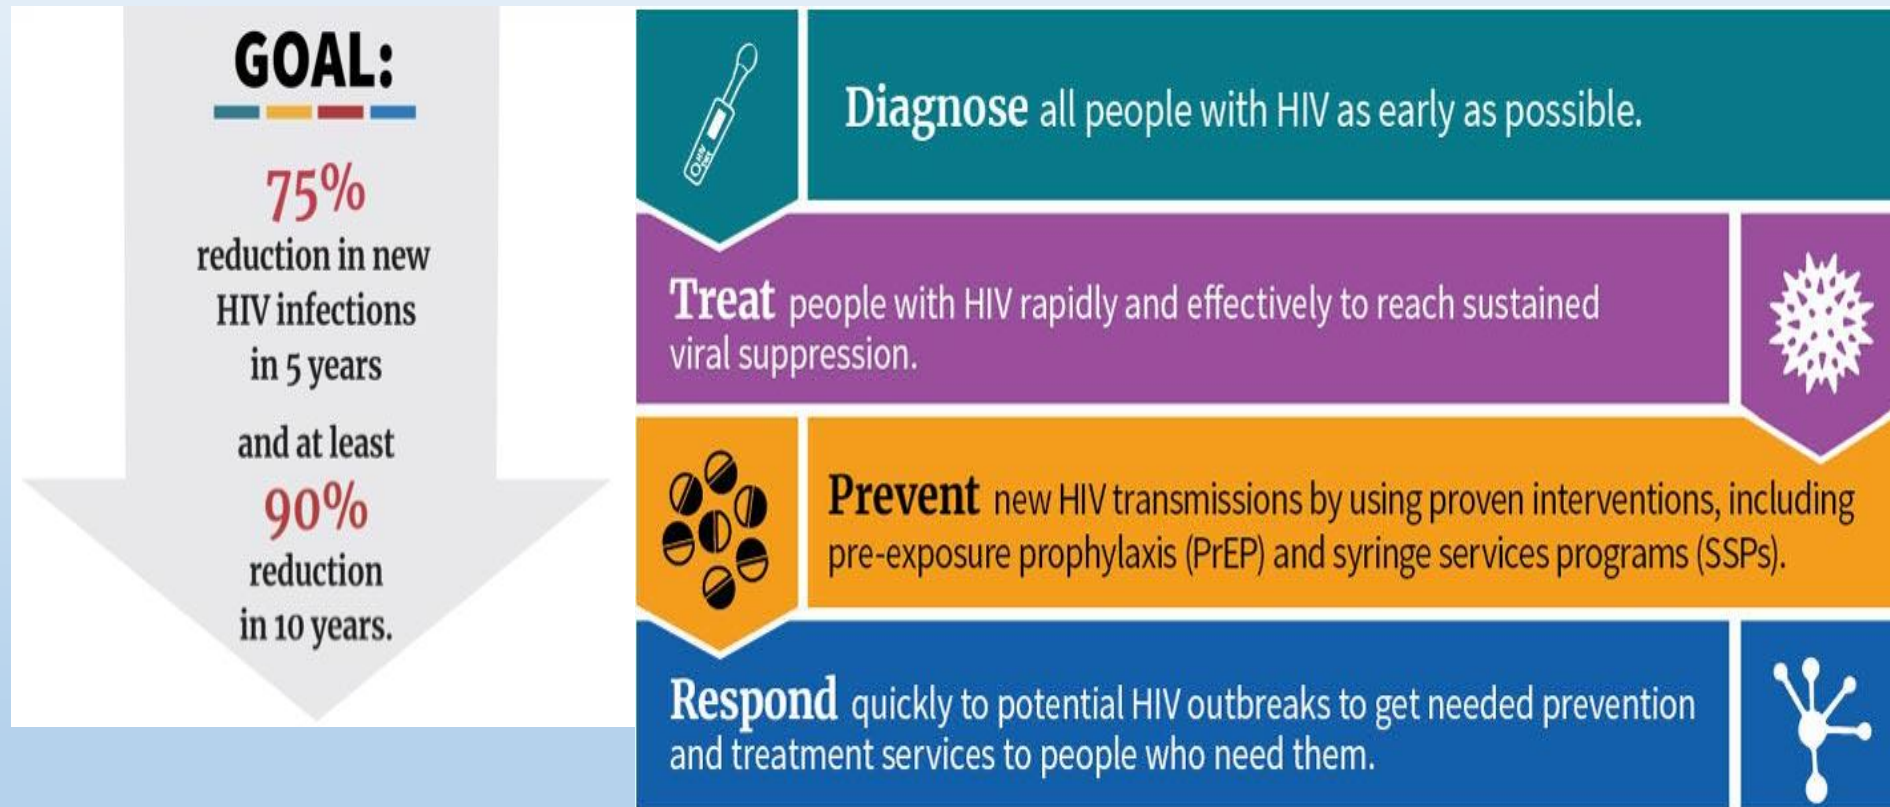 GOAL:
75%
reduction in new
HIV infections
in 5 years
and at least
90%
reduction
in 10 years.
Diagnose all people with HIV as early as possible.
Treat people with HIV rapidly and effectively to reach sustained
viral suppression.
Prevent new HIV transmissions by using proven interventions, including
pre-exposure prophylaxis (PrEP) and syringe services programs (SSPs).
Respond quickly to potential HIV outbreaks to get needed prevention
and treatment services to people who need them.